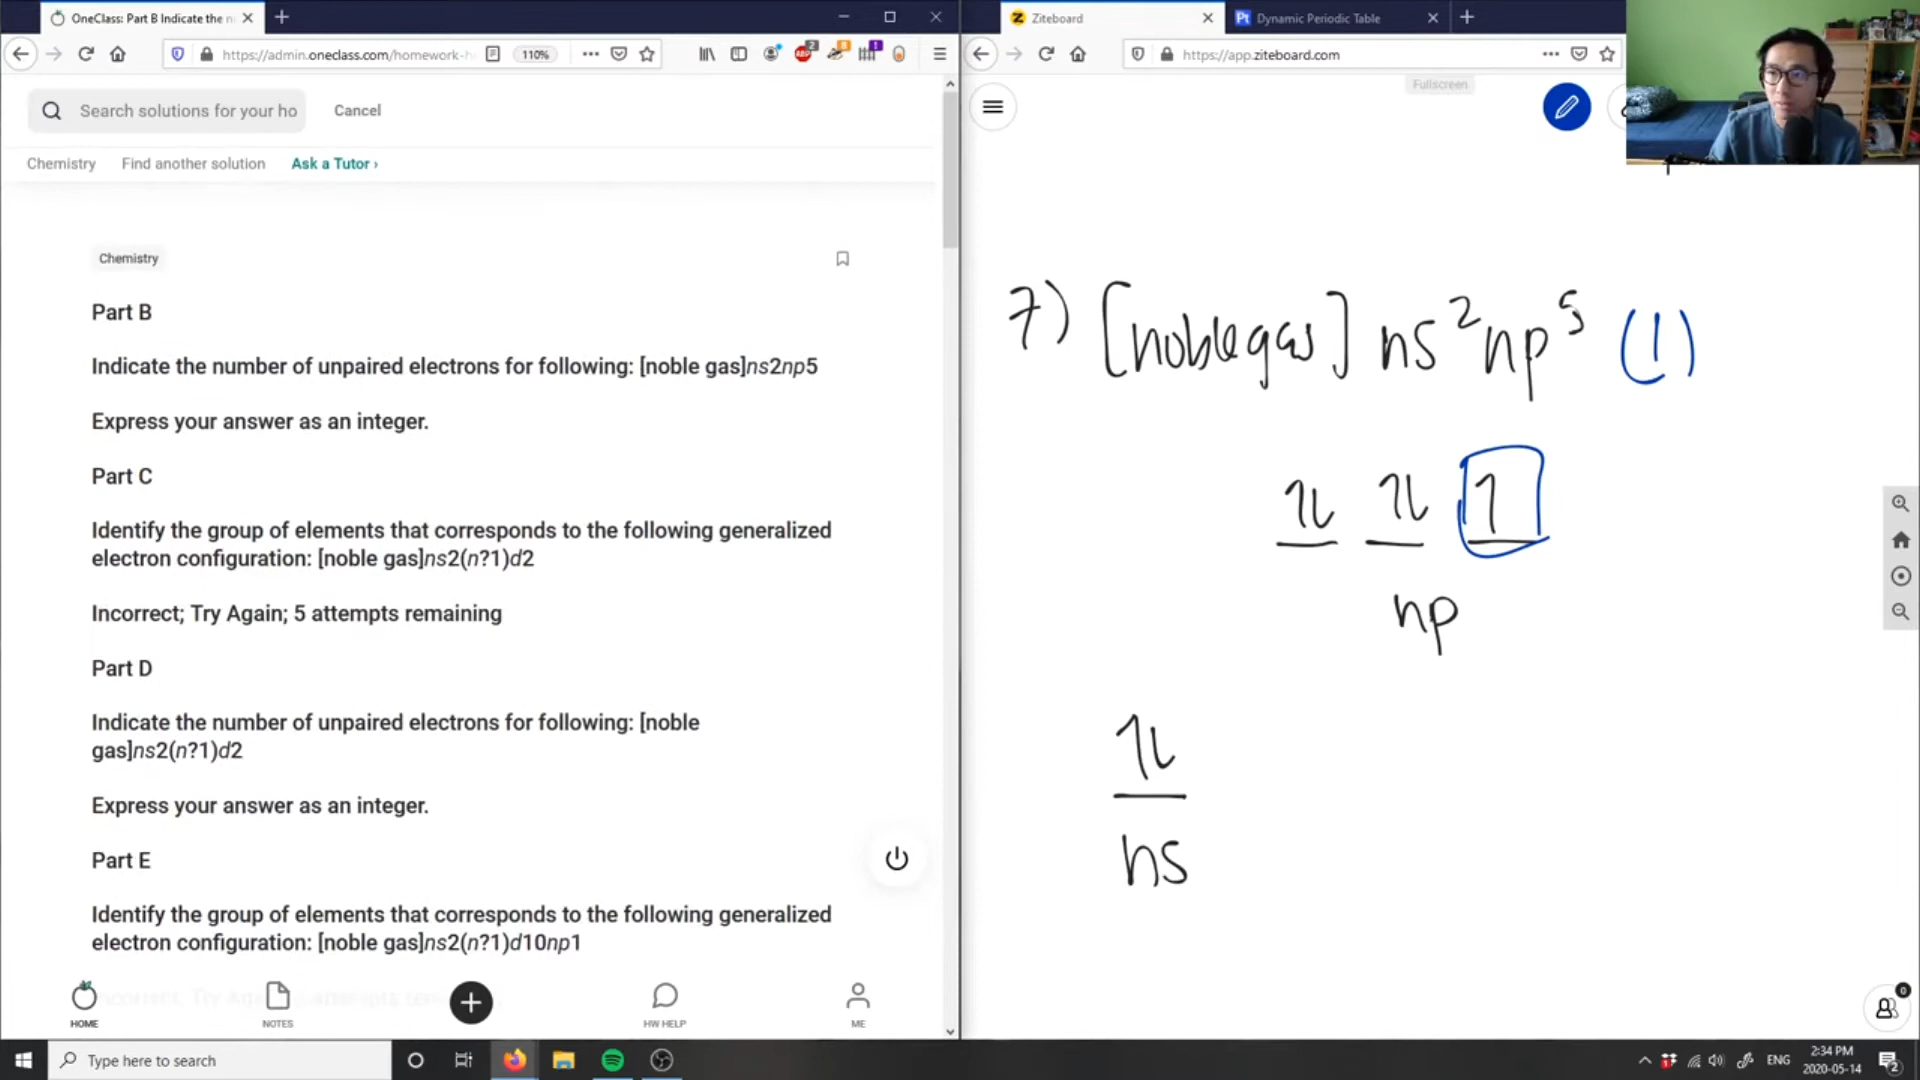 OneClass: Part B Indicate the n
Ziteboard
Dynamic Periodic Table
https://admin.oneclass.com/homework-h
110%
https://app.ziteboard.com
Fullscreen
Search solutions for your ho
Cancel
Chemistry
Find another solution
Ask a Tutor ›
Chemistry
Part B
Indicate the number of unpaired electrons for following: [noble gas]ns2np5
Express your answer as an integer.
Part C
Identify the group of elements that corresponds to the following generalized
electron configuration: [noble gas]ns2(n?1)d2
Incorrect; Try Again; 5 attempts remaining
Part D
Indicate the number of unpaired electrons for following: [noble
gas]ns2(n?1)d2
Express your answer as an integer.
Part E
Identify the group of elements that corresponds to the following generalized
electron configuration: [noble gas]ns2(n?1)d10np1
HOME
NOTES
HW HELP
ME
7) [noble gas] ns² np⁵ (1)
np
ns
0
Type here to search
ENG
2:34 PM
2020-05-14
2